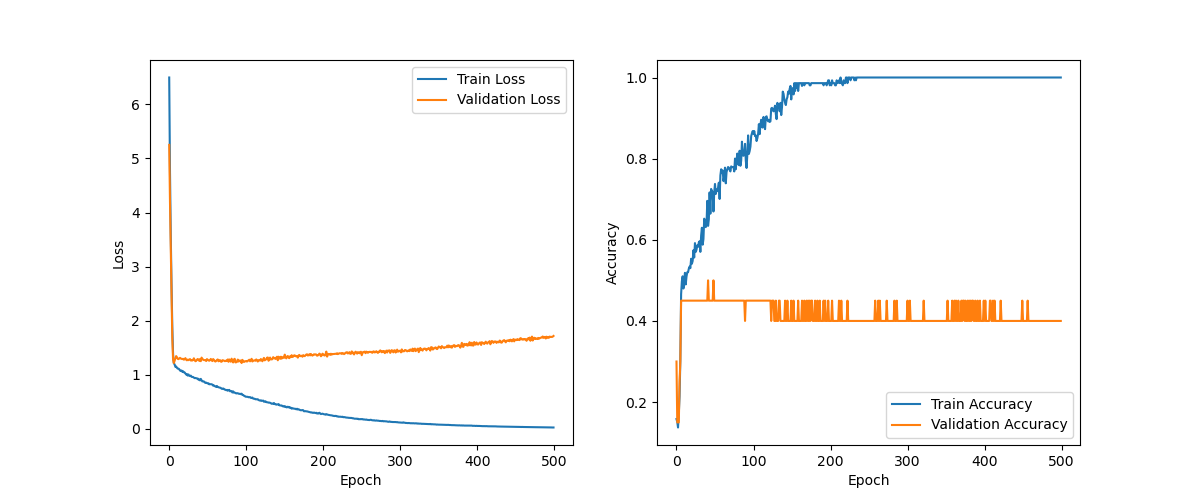 Train Loss
Validation Loss
6
5
4
3
2
1
0
Loss
0 100 200 300 400 500
Epoch
1.0
0.8
0.6
0.4
0.2
Accuracy
Train Accuracy
Validation Accuracy
0 100 200 300 400 500
Epoch